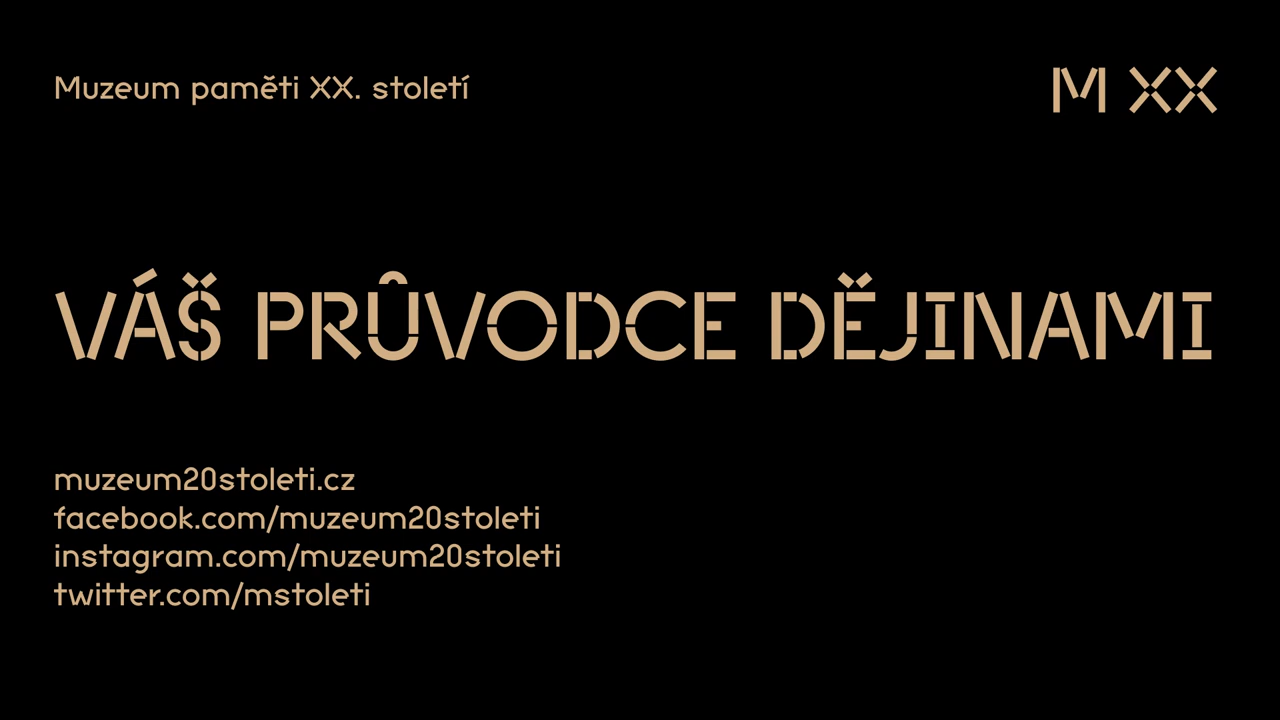 Muzeum paměti XX. století
M XX
VÁŠ PRŮVODCE DĚJINAMI
muzeum20stoleti.cz
facebook.com/muzeum20stoleti
instagram.com/muzeum20stoleti
twitter.com/mstoleti